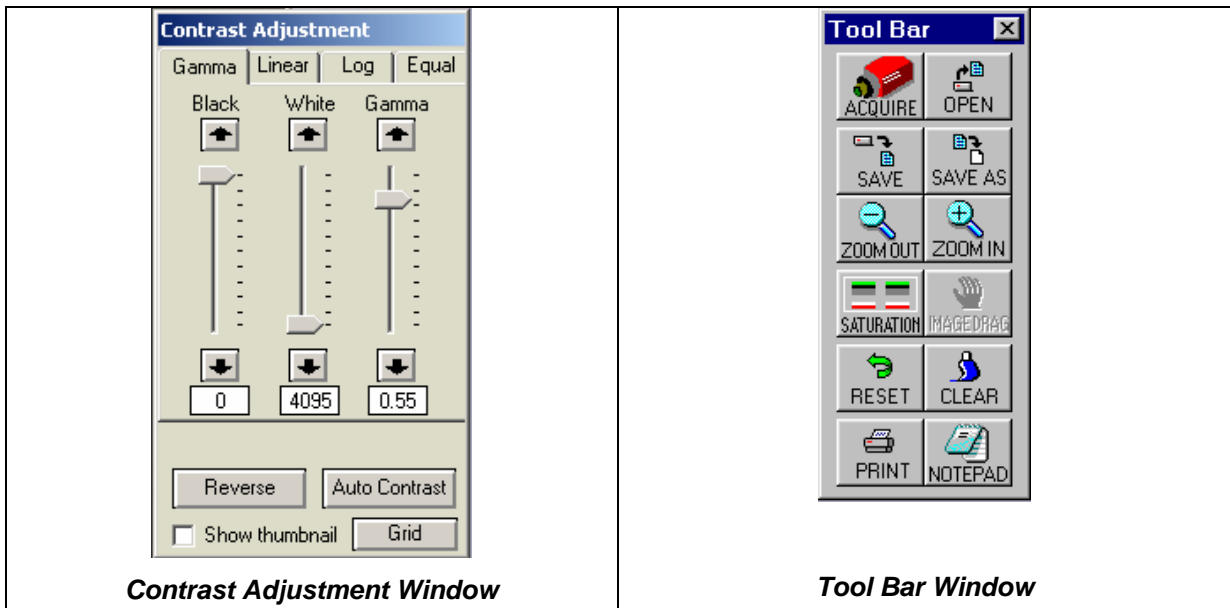 Contrast Adjustment
Gamma Linear Log Equal
Black White Gamma
0 4095 0.55
Reverse Auto Contrast
Show thumbnail Grid
Contrast Adjustment Window
Tool Bar
ACQUIRE OPEN
SAVE SAVE AS
ZOOM OUT ZOOM IN
SATURATION IMAGEDRAG
RESET CLEAR
PRINT NOTEPAD
Tool Bar Window